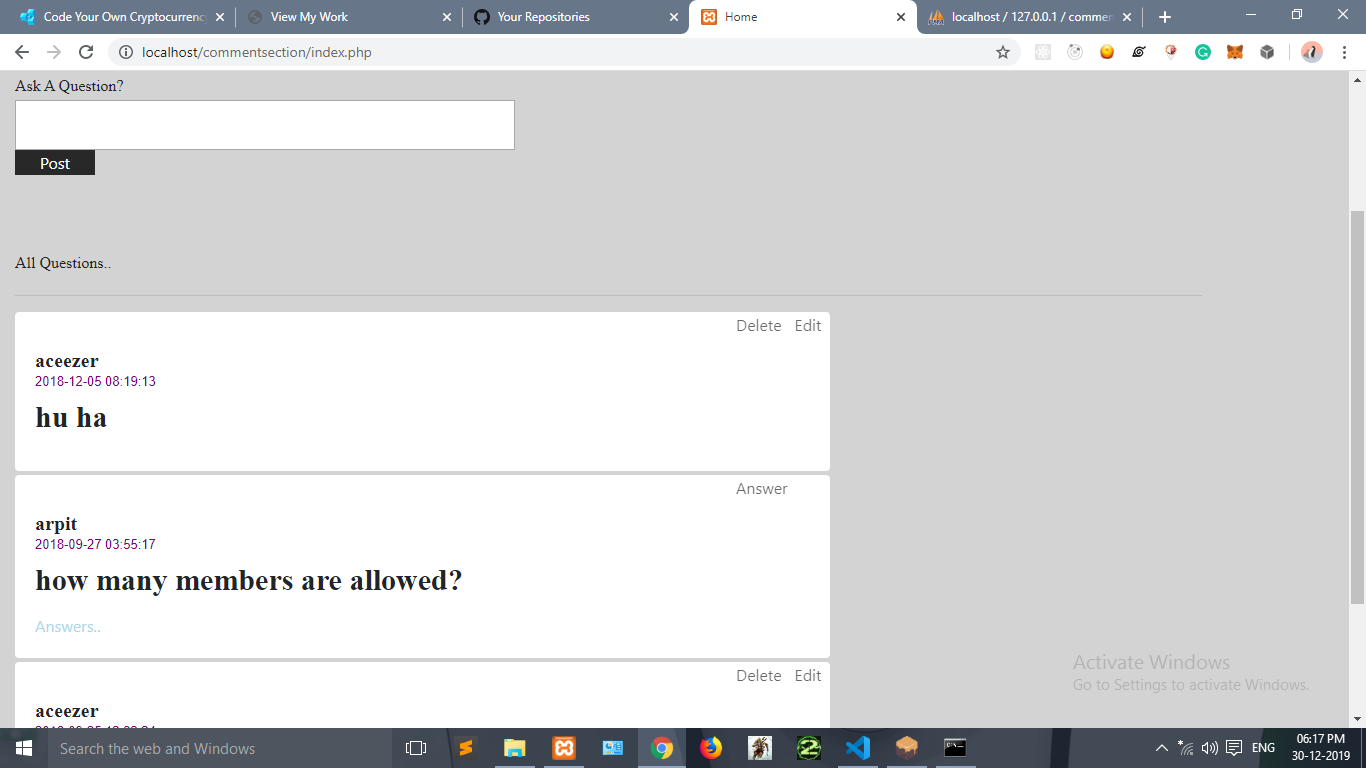 Code Your Own Cryptocurrenc
View My Work
Your Repositories
Home
localhost / 127.0.0.1 / commen
localhost/commentsection/index.php
Ask A Question?
Post
All Questions..
Delete Edit
aceezer
2018-12-05 08:19:13
hu ha
Answer
arpit
2018-09-27 03:55:17
how many members are allowed?
Answers..
Activate Windows
Go to Settings to activate Windows.
Delete Edit
aceezer
Search the web and Windows
ENG
06:17 PM
30-12-2019